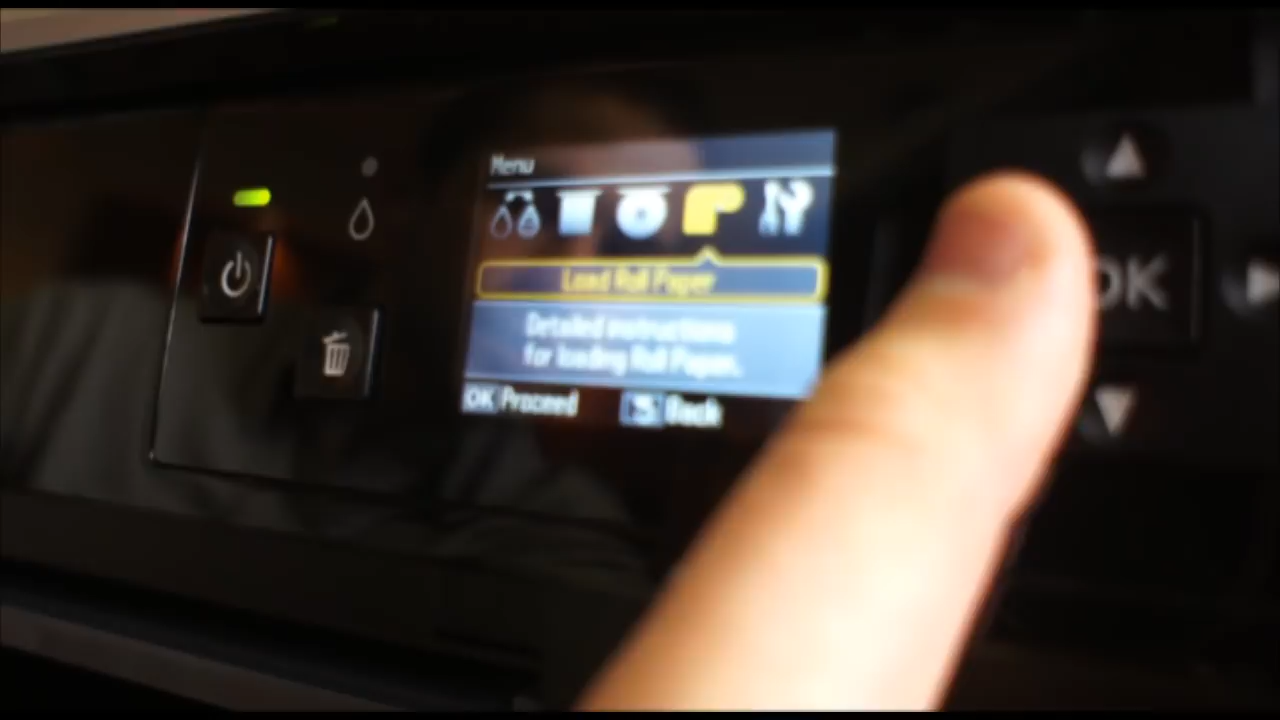 Menu
Load Roll Paper
Detailed instructions
for loading Roll Paper.
OK Proceed Back
OK